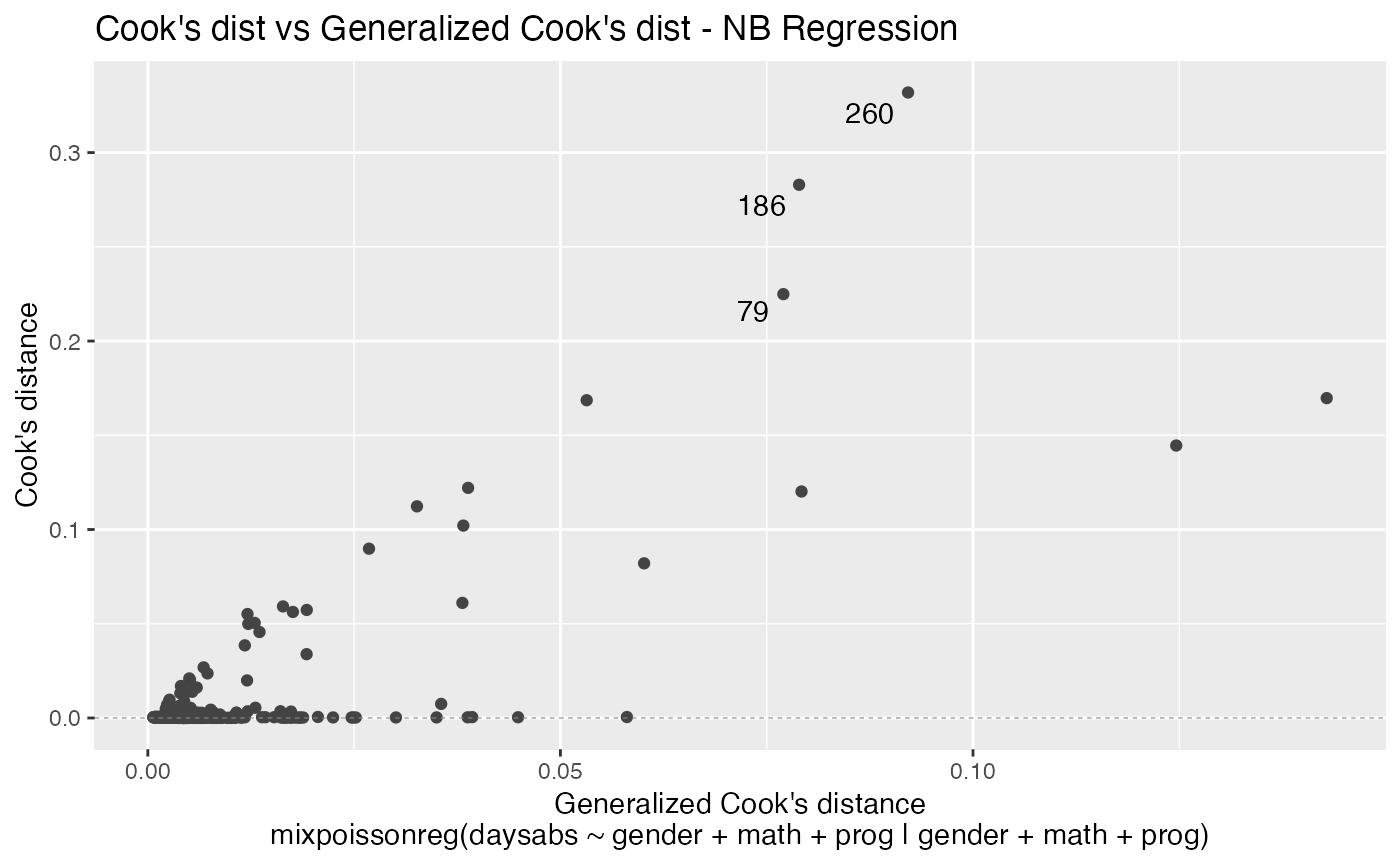 Cook's dist vs Generalized Cook's dist - NB Regression
260
0.3
186
79
0.2
Cook's distance
0.1
0.0
0.00 0.05 0.10
Generalized Cook's distance
mixpoissonreg(daysabs ~ gender + math + prog | gender + math + prog)